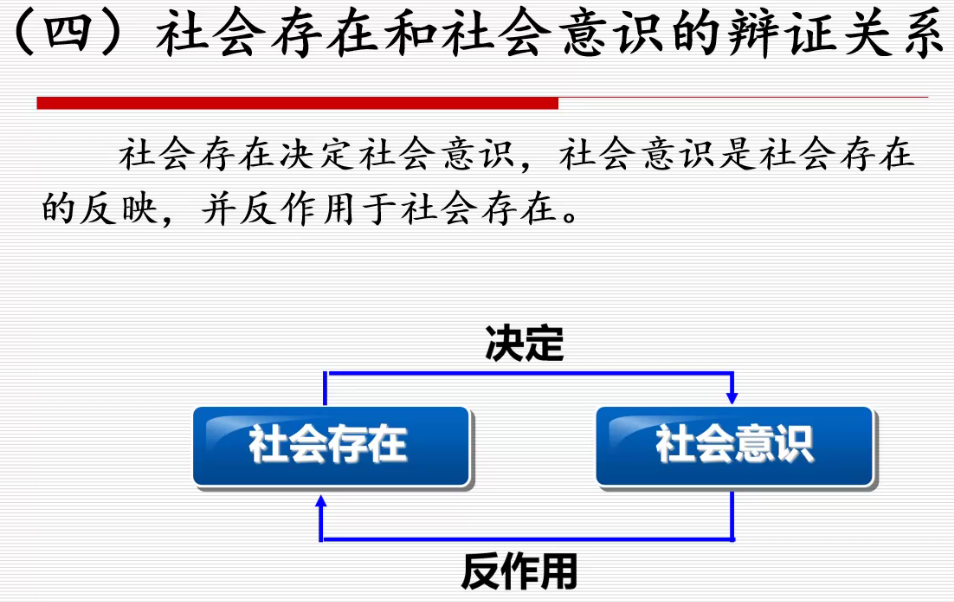 （四）社会存在和社会意识的辩证关系
社会存在决定社会意识，社会意识是社会存在
的反映，并反作用于社会存在。
决定
社会存在
社会意识
反作用